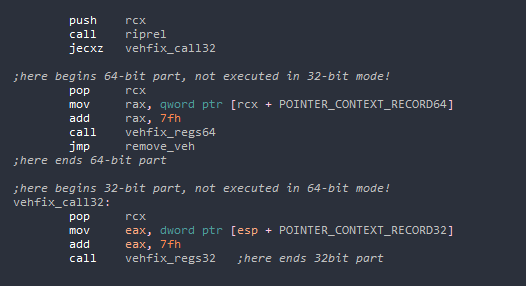 push rcx
call riprel
jecxz vehfix_call32
;here begins 64-bit part, not executed in 32-bit mode!
pop rcx
mov rax, qword ptr [rcx + POINTER_CONTEXT_RECORD64]
add rax, 7fh
call vehfix_regs64
jmp remove_veh
;here ends 64-bit part
;here begins 32-bit part, not executed in 64-bit mode!
vehfix_call32:
pop rcx
mov eax, dword ptr [esp + POINTER_CONTEXT_RECORD32]
add eax, 7fh
call vehfix_regs32 ;here ends 32bit part